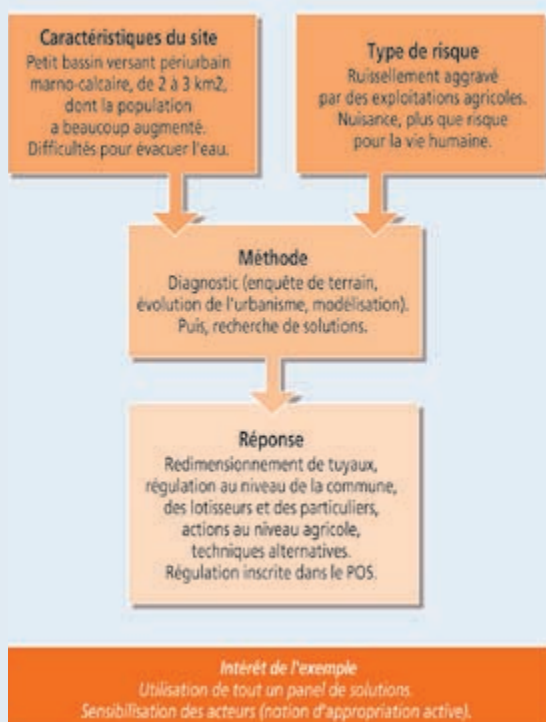 Caractéristiques du site
Petit bassin versant périurbain
marno-calcaire, de 2 à 3 km2,
dont la population
a beaucoup augmenté.
Difficultés pour évacuer l'eau.
Type de risque
Ruissellement aggravé
par des exploitations agricoles.
Nuisance, plus que risque
pour la vie humaine.
Méthode
Diagnostic (enquête de terrain,
évolution de l'urbanisme, modélisation).
Puis, recherche de solutions.
Réponse
Redimensionnement de tuyaux,
régulation au niveau de la commune,
des lotisseurs et des particuliers,
actions au niveau agricole,
techniques alternatives.
Régulation inscrite dans le POS.
Intérêt de l'exemple
Utilisation de tout un panel de solutions.
Sensibilisation des acteurs (notion d'appropriation active).